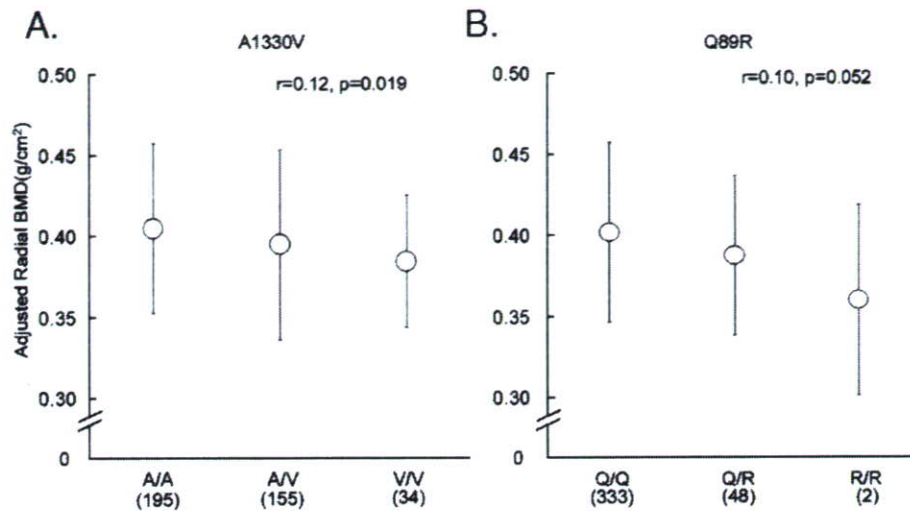 A.
A1330V
r=0.12, p=0.019
Adjusted Radial BMD(g/cm²)
0.50
0.45
0.40
0.35
0.30
0
A/A A/V V/V
(195) (155) (34)
B.
Q89R
r=0.10, p=0.052
0.50
0.45
0.40
0.35
0.30
0
Q/Q Q/R R/R
(333) (48) (2)